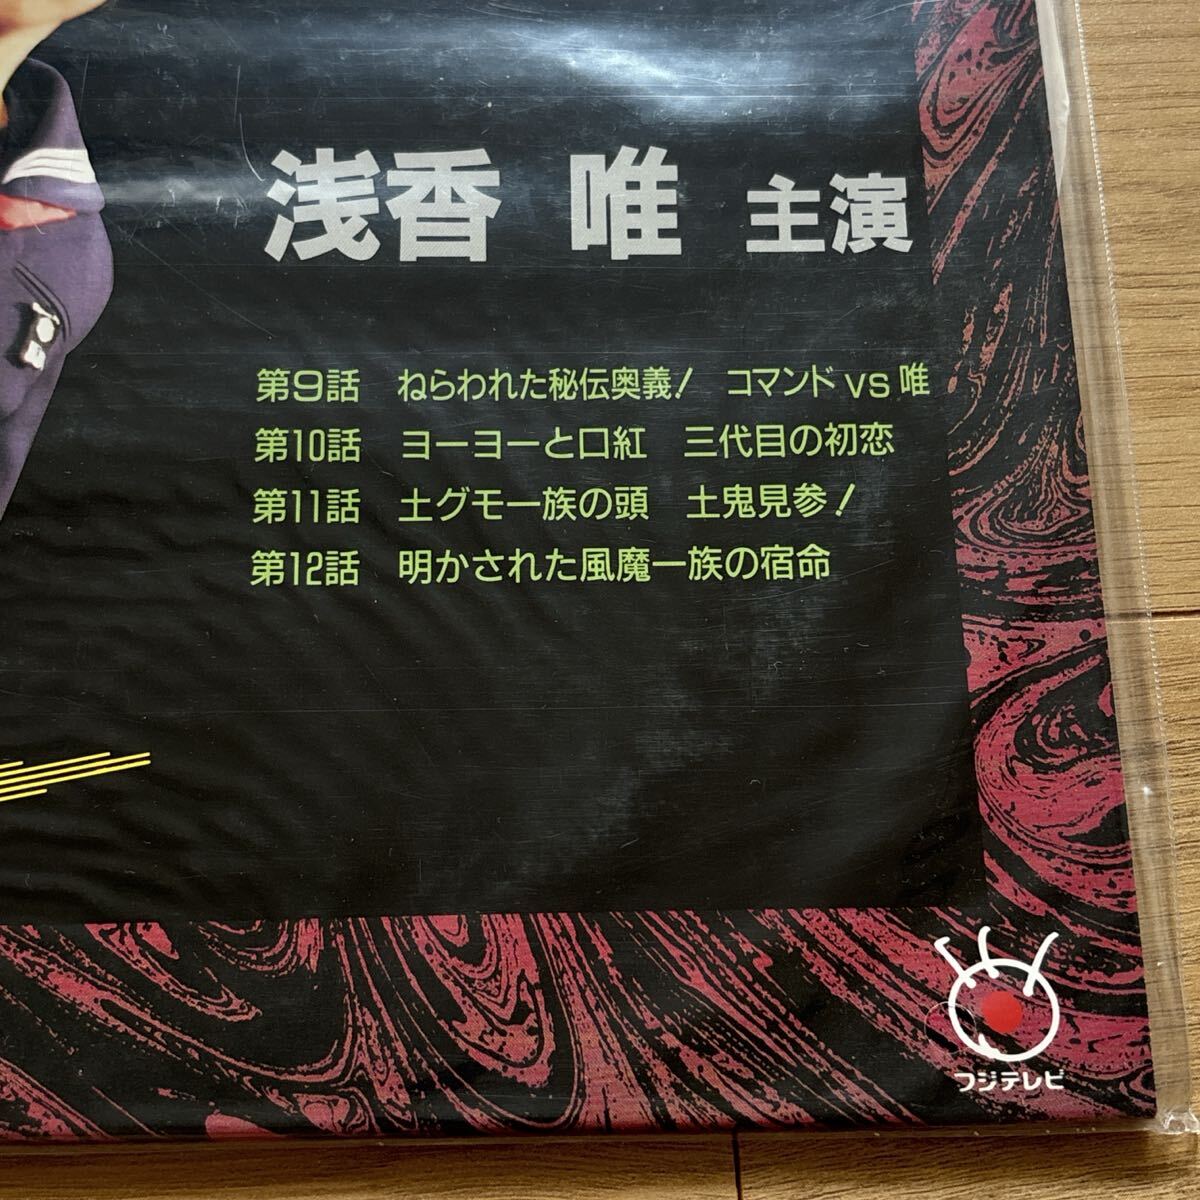 浅香 唯 主演
第9話 ねらわれた秘伝奥義! コマンドvs唯
第10話 ヨーヨーと口紅 三代目の初恋
第11話 土グモ一族の頭 土鬼見参!
第12話 明かされた風魔一族の宿命
フジテレビ